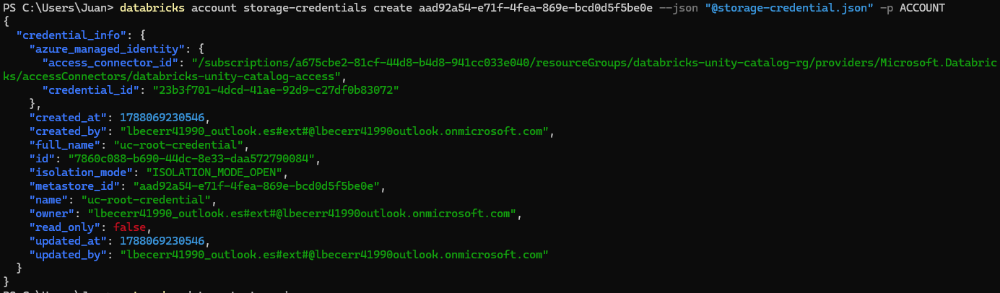 PS C:\Users\Juan> databricks account storage-credentials create aad92a54-e71f-4fea-869e-bcd0d5f5be0e --json "@storage-credential.json" -p ACCOUNT
{
  "credential_info": {
    "azure_managed_identity": {
      "access_connector_id": "/subscriptions/a675cbe2-81cf-44d8-b4d8-941cc033e040/resourceGroups/databricks-unity-catalog-rg/providers/Microsoft.Databric
ks/accessConnectors/databricks-unity-catalog-access",
      "credential_id": "23b3f701-4dcd-41ae-92d9-c27df0b83072"
    },
    "created_at": 1788069230546,
    "created_by": "lbecerr41990_outlook.es#ext#@lbecerr41990outlook.onmicrosoft.com",
    "full_name": "uc-root-credential",
    "id": "7860c088-b690-44dc-8e33-daa572790084",
    "isolation_mode": "ISOLATION_MODE_OPEN",
    "metastore_id": "aad92a54-e71f-4fea-869e-bcd0d5f5be0e",
    "name": "uc-root-credential",
    "owner": "lbecerr41990_outlook.es#ext#@lbecerr41990outlook.onmicrosoft.com",
    "read_only": false,
    "updated_at": 1788069230546,
    "updated_by": "lbecerr41990_outlook.es#ext#@lbecerr41990outlook.onmicrosoft.com"
  }
}